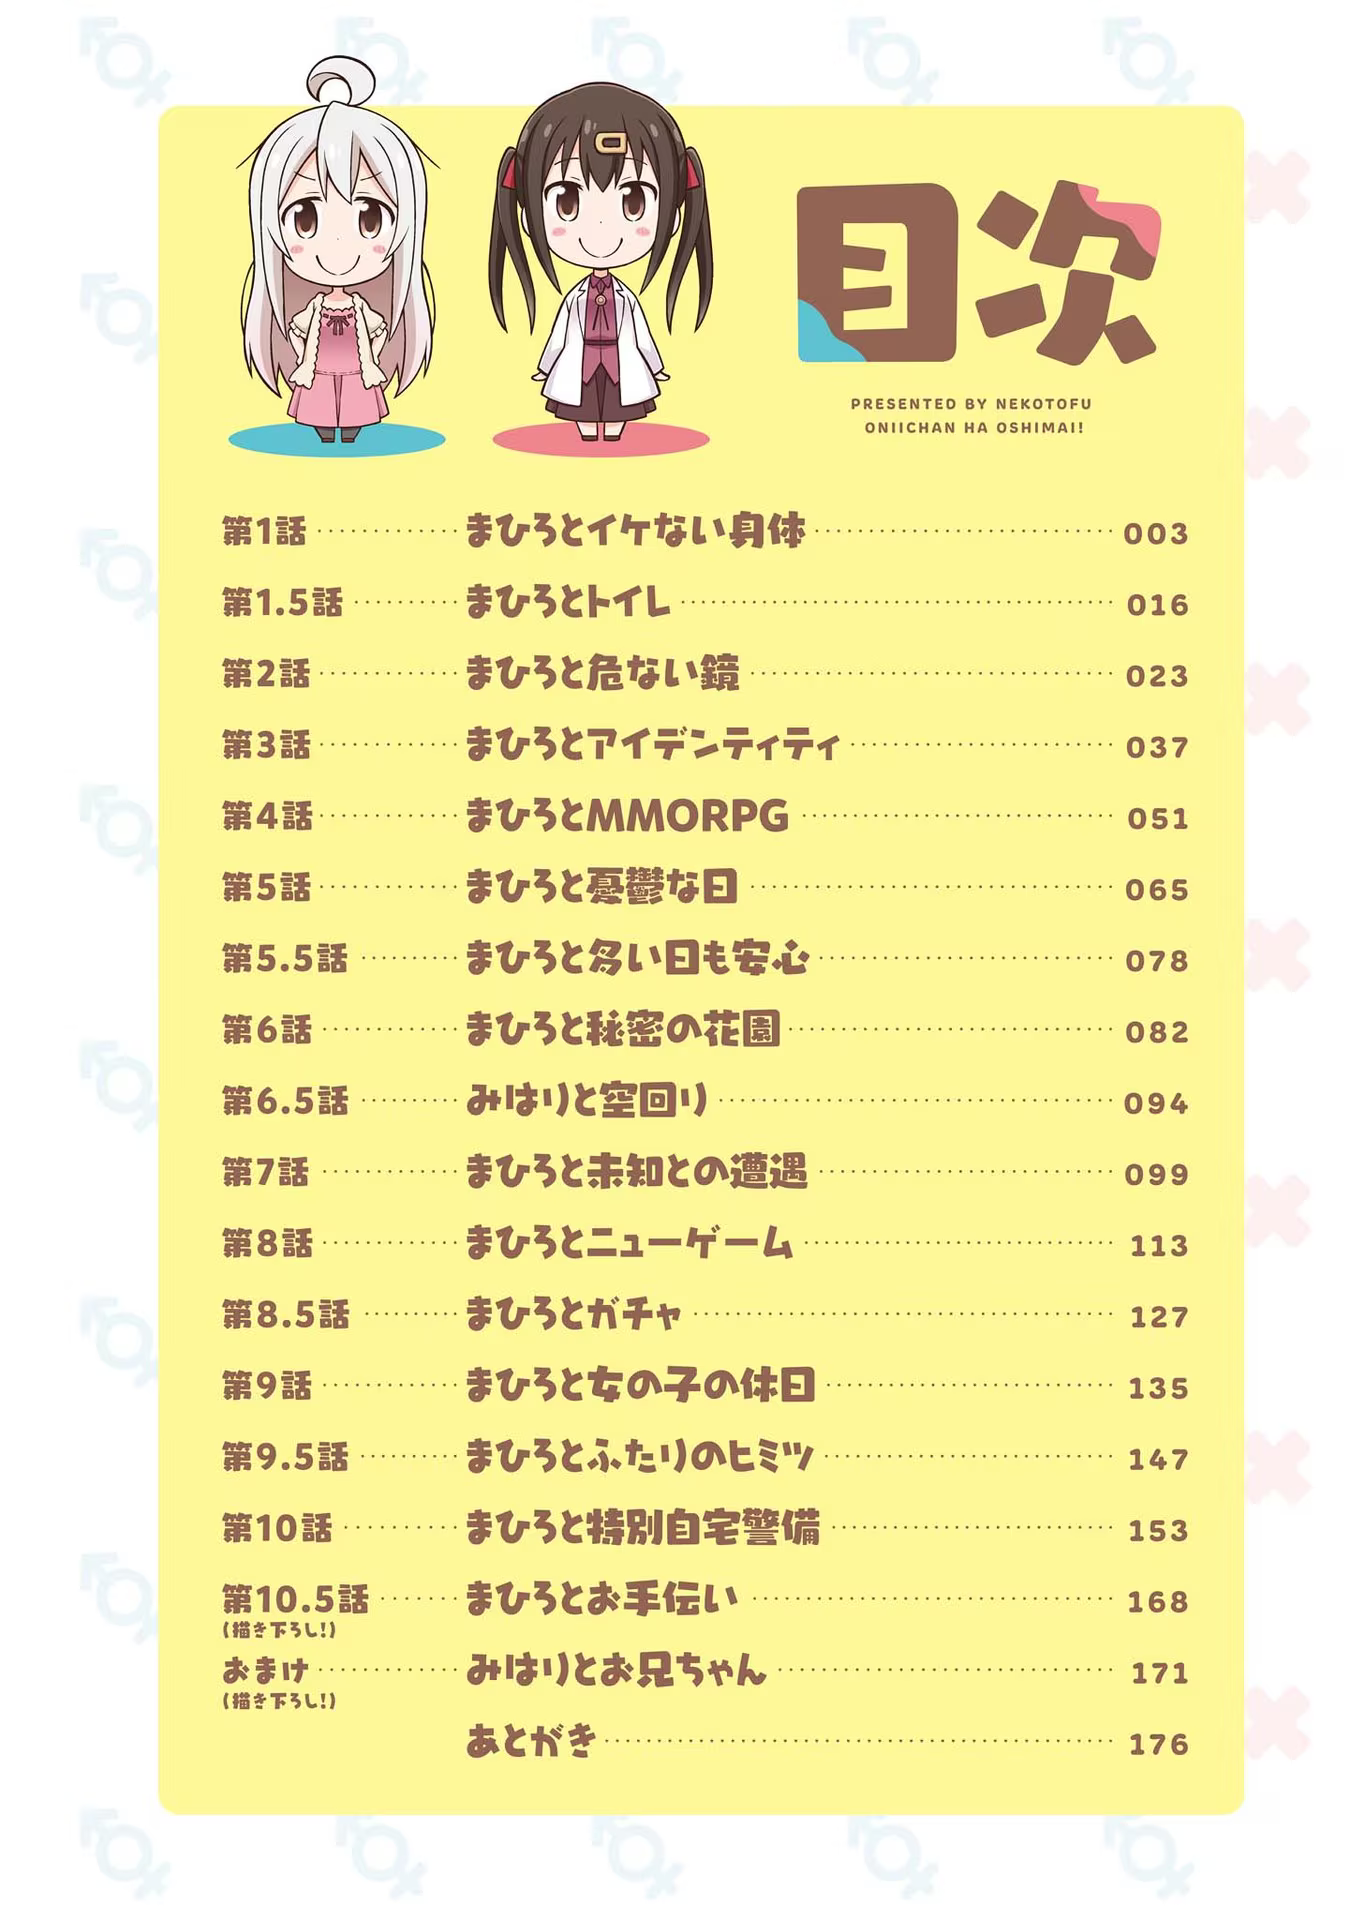 目次
PRESENTED BY NEKOTOFU
ONIICHAN HA OSHIMAI!
第1話 まひろとイケない身体 003
第1.5話 まひろとトイレ 016
第2話 まひろと危ない鏡 023
第3話 まひろとアイデンティティ 037
第4話 まひろとMMORPG 051
第5話 まひろと憂鬱な日 065
第5.5話 まひろと多い日も安心 078
第6話 まひろと秘密の花園 082
第6.5話 みはりと空回り 094
第7話 まひろと未知との遭遇 099
第8話 まひろとニューゲーム 113
第8.5話 まひろとガチャ 127
第9話 まひろと女の子の休日 135
第9.5話 まひろとふたりのヒミツ 147
第10話 まひろと特別自宅警備 153
第10.5話 まひろとお手伝い 168
(描き下ろし!)
おまけ みはりとお兄ちゃん 171
(描き下ろし!)
あとがき 176